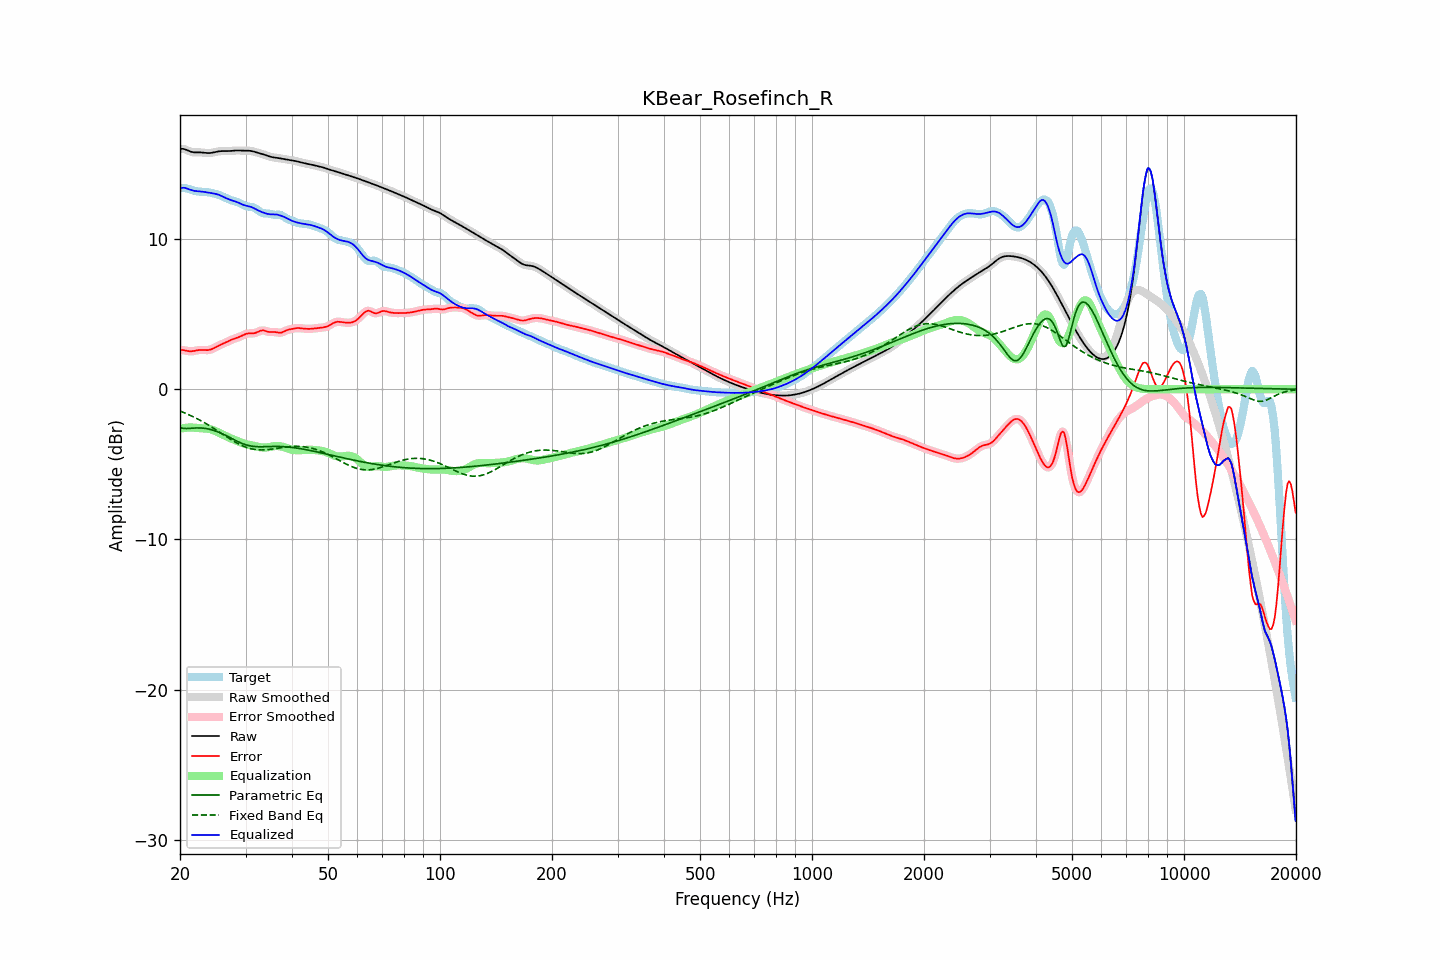 KBear_Rosefinch_R
Amplitude (dBr)
10
0
−10
−20
−30
Target
Raw Smoothed
Error Smoothed
Raw
Error
Equalization
Parametric Eq
Fixed Band Eq
Equalized
20 50 100 200 500 1000 2000 5000 10000 20000
Frequency (Hz)